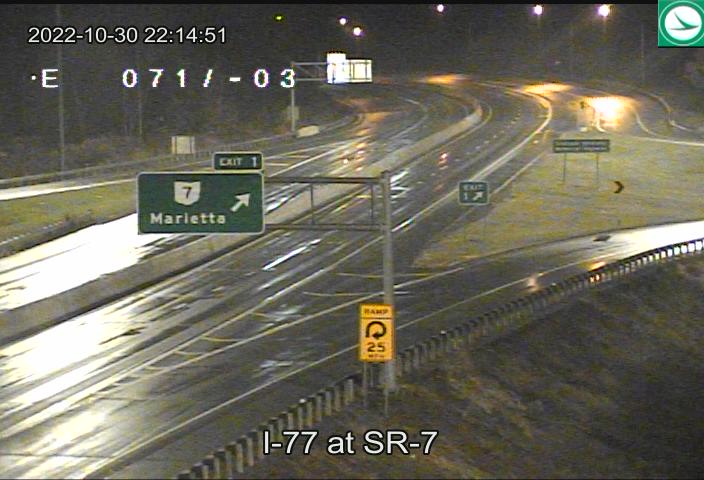 2022-10-30 22:14:51
·E 071/-03
EXIT 1
7
Marietta
EXIT
1
RAMP
25
MPH
I-77 at SR-7